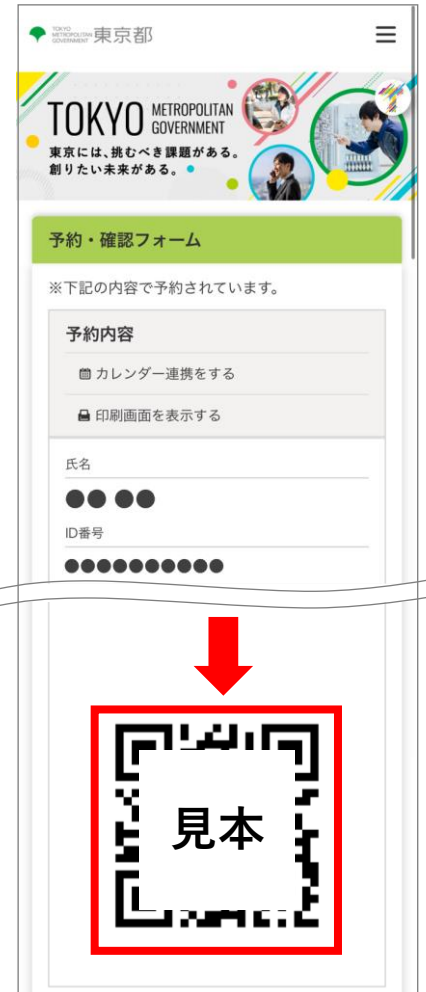 TOKYO
METROPOLITAN
GOVERNMENT
東京都
TOKYO METROPOLITAN
GOVERNMENT
東京には、挑むべき課題がある。
創りたい未来がある。
予約・確認フォーム
※下記の内容で予約されています。
予約内容
カレンダー連携をする
印刷画面を表示する
氏名
●● ●●
ID番号
●●●●●●●●●●
見本